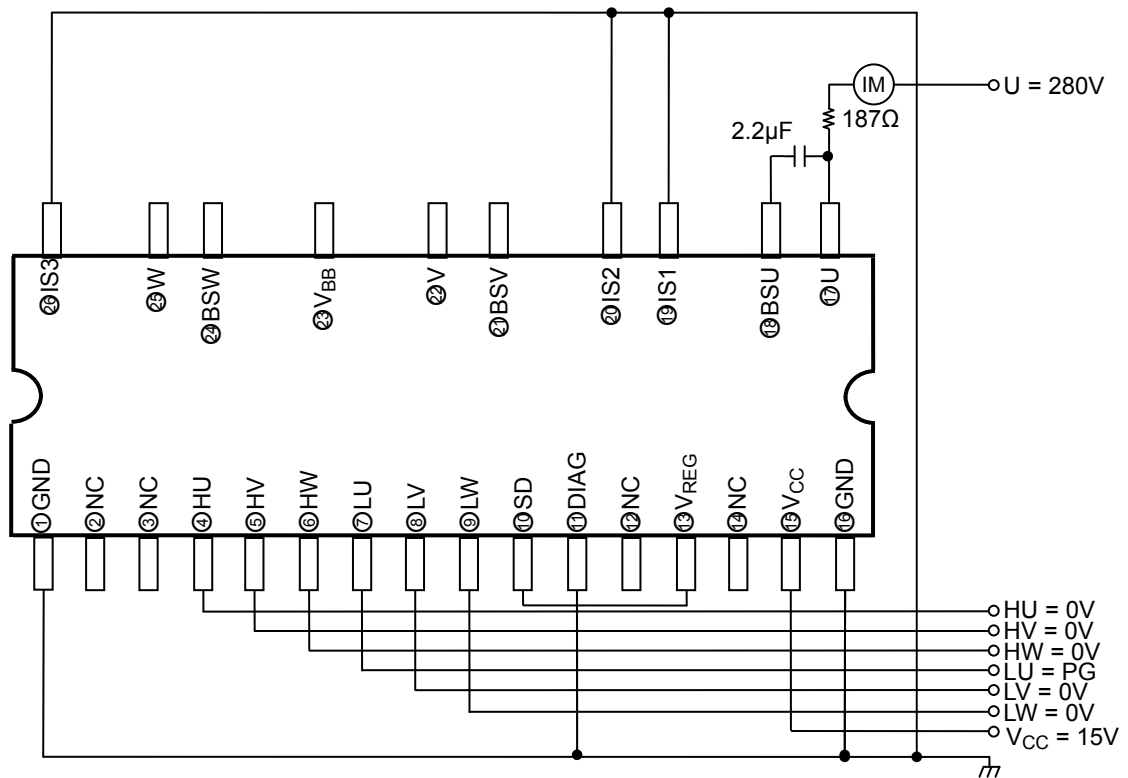 IM
U = 280V
187Ω
2.2μF
㉖IS3
㉕W
㉔BSW
㉓VBB
㉒V
㉑BSV
⑳IS2
⑲IS1
⑱BSU
⑰U
①GND
②NC
③NC
④HU
⑤HV
⑥HW
⑦LU
⑧LV
⑨LW
⑩SD
⑪DIAG
⑫NC
⑬VREG
⑭NC
⑮VCC
⑯GND
HU = 0V
HV = 0V
HW = 0V
LU = PG
LV = 0V
LW = 0V
VCC = 15V